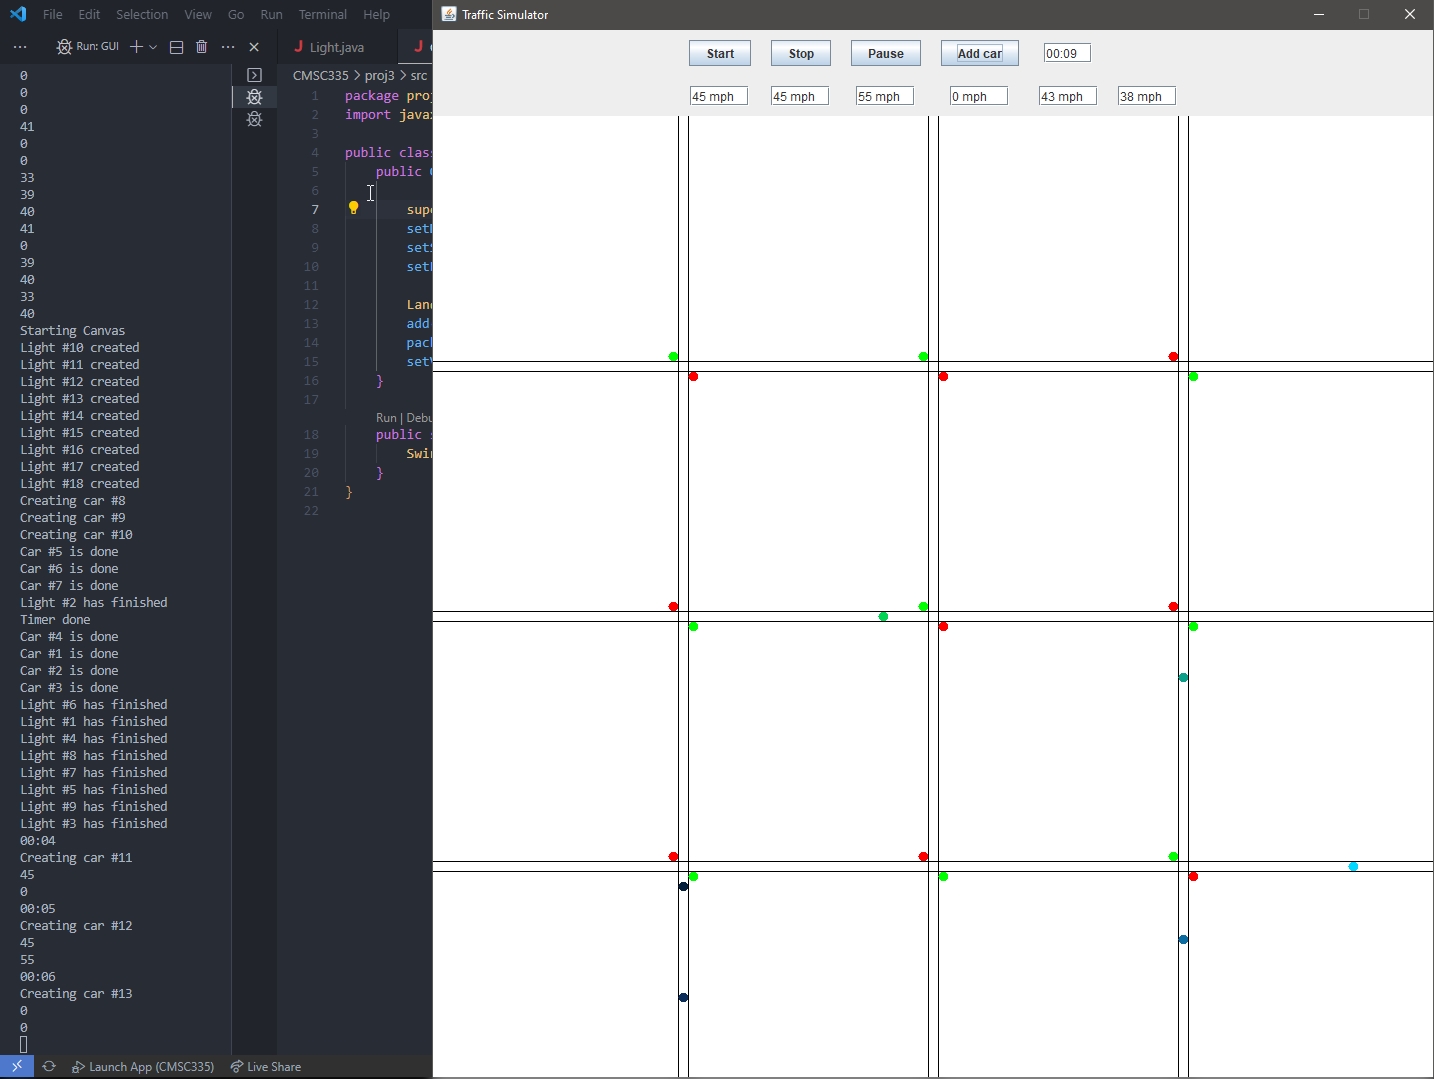 File Edit Selection View Go Run Terminal Help
Traffic Simulator
Run: GUI
Light.java
Start Stop Pause Add car 00:09
45 mph 45 mph 55 mph 0 mph 43 mph 38 mph
CMSC335 > proj3 > src
0
0
0
41
0
0
33
39
40
41
0
39
40
33
40
Starting Canvas
Light #10 created
Light #11 created
Light #12 created
Light #13 created
Light #14 created
Light #15 created
Light #16 created
Light #17 created
Light #18 created
Creating car #8
Creating car #9
Creating car #10
Car #5 is done
Car #6 is done
Car #7 is done
Light #2 has finished
Timer done
Car #4 is done
Car #1 is done
Car #2 is done
Car #3 is done
Light #6 has finished
Light #1 has finished
Light #4 has finished
Light #8 has finished
Light #7 has finished
Light #5 has finished
Light #9 has finished
Light #3 has finished
00:04
Creating car #11
45
0
00:05
Creating car #12
45
55
00:06
Creating car #13
0
0
1 package proj
2 import java
3
4 public clas
5 public
6
7 supe
8 set
9 set
10 set
11
12 Lan
13 add
14 pac
15 set
16 }
17
Run | Debu
18 public
19 Swi
20 }
21 }
22
Launch App (CMSC335) Live Share